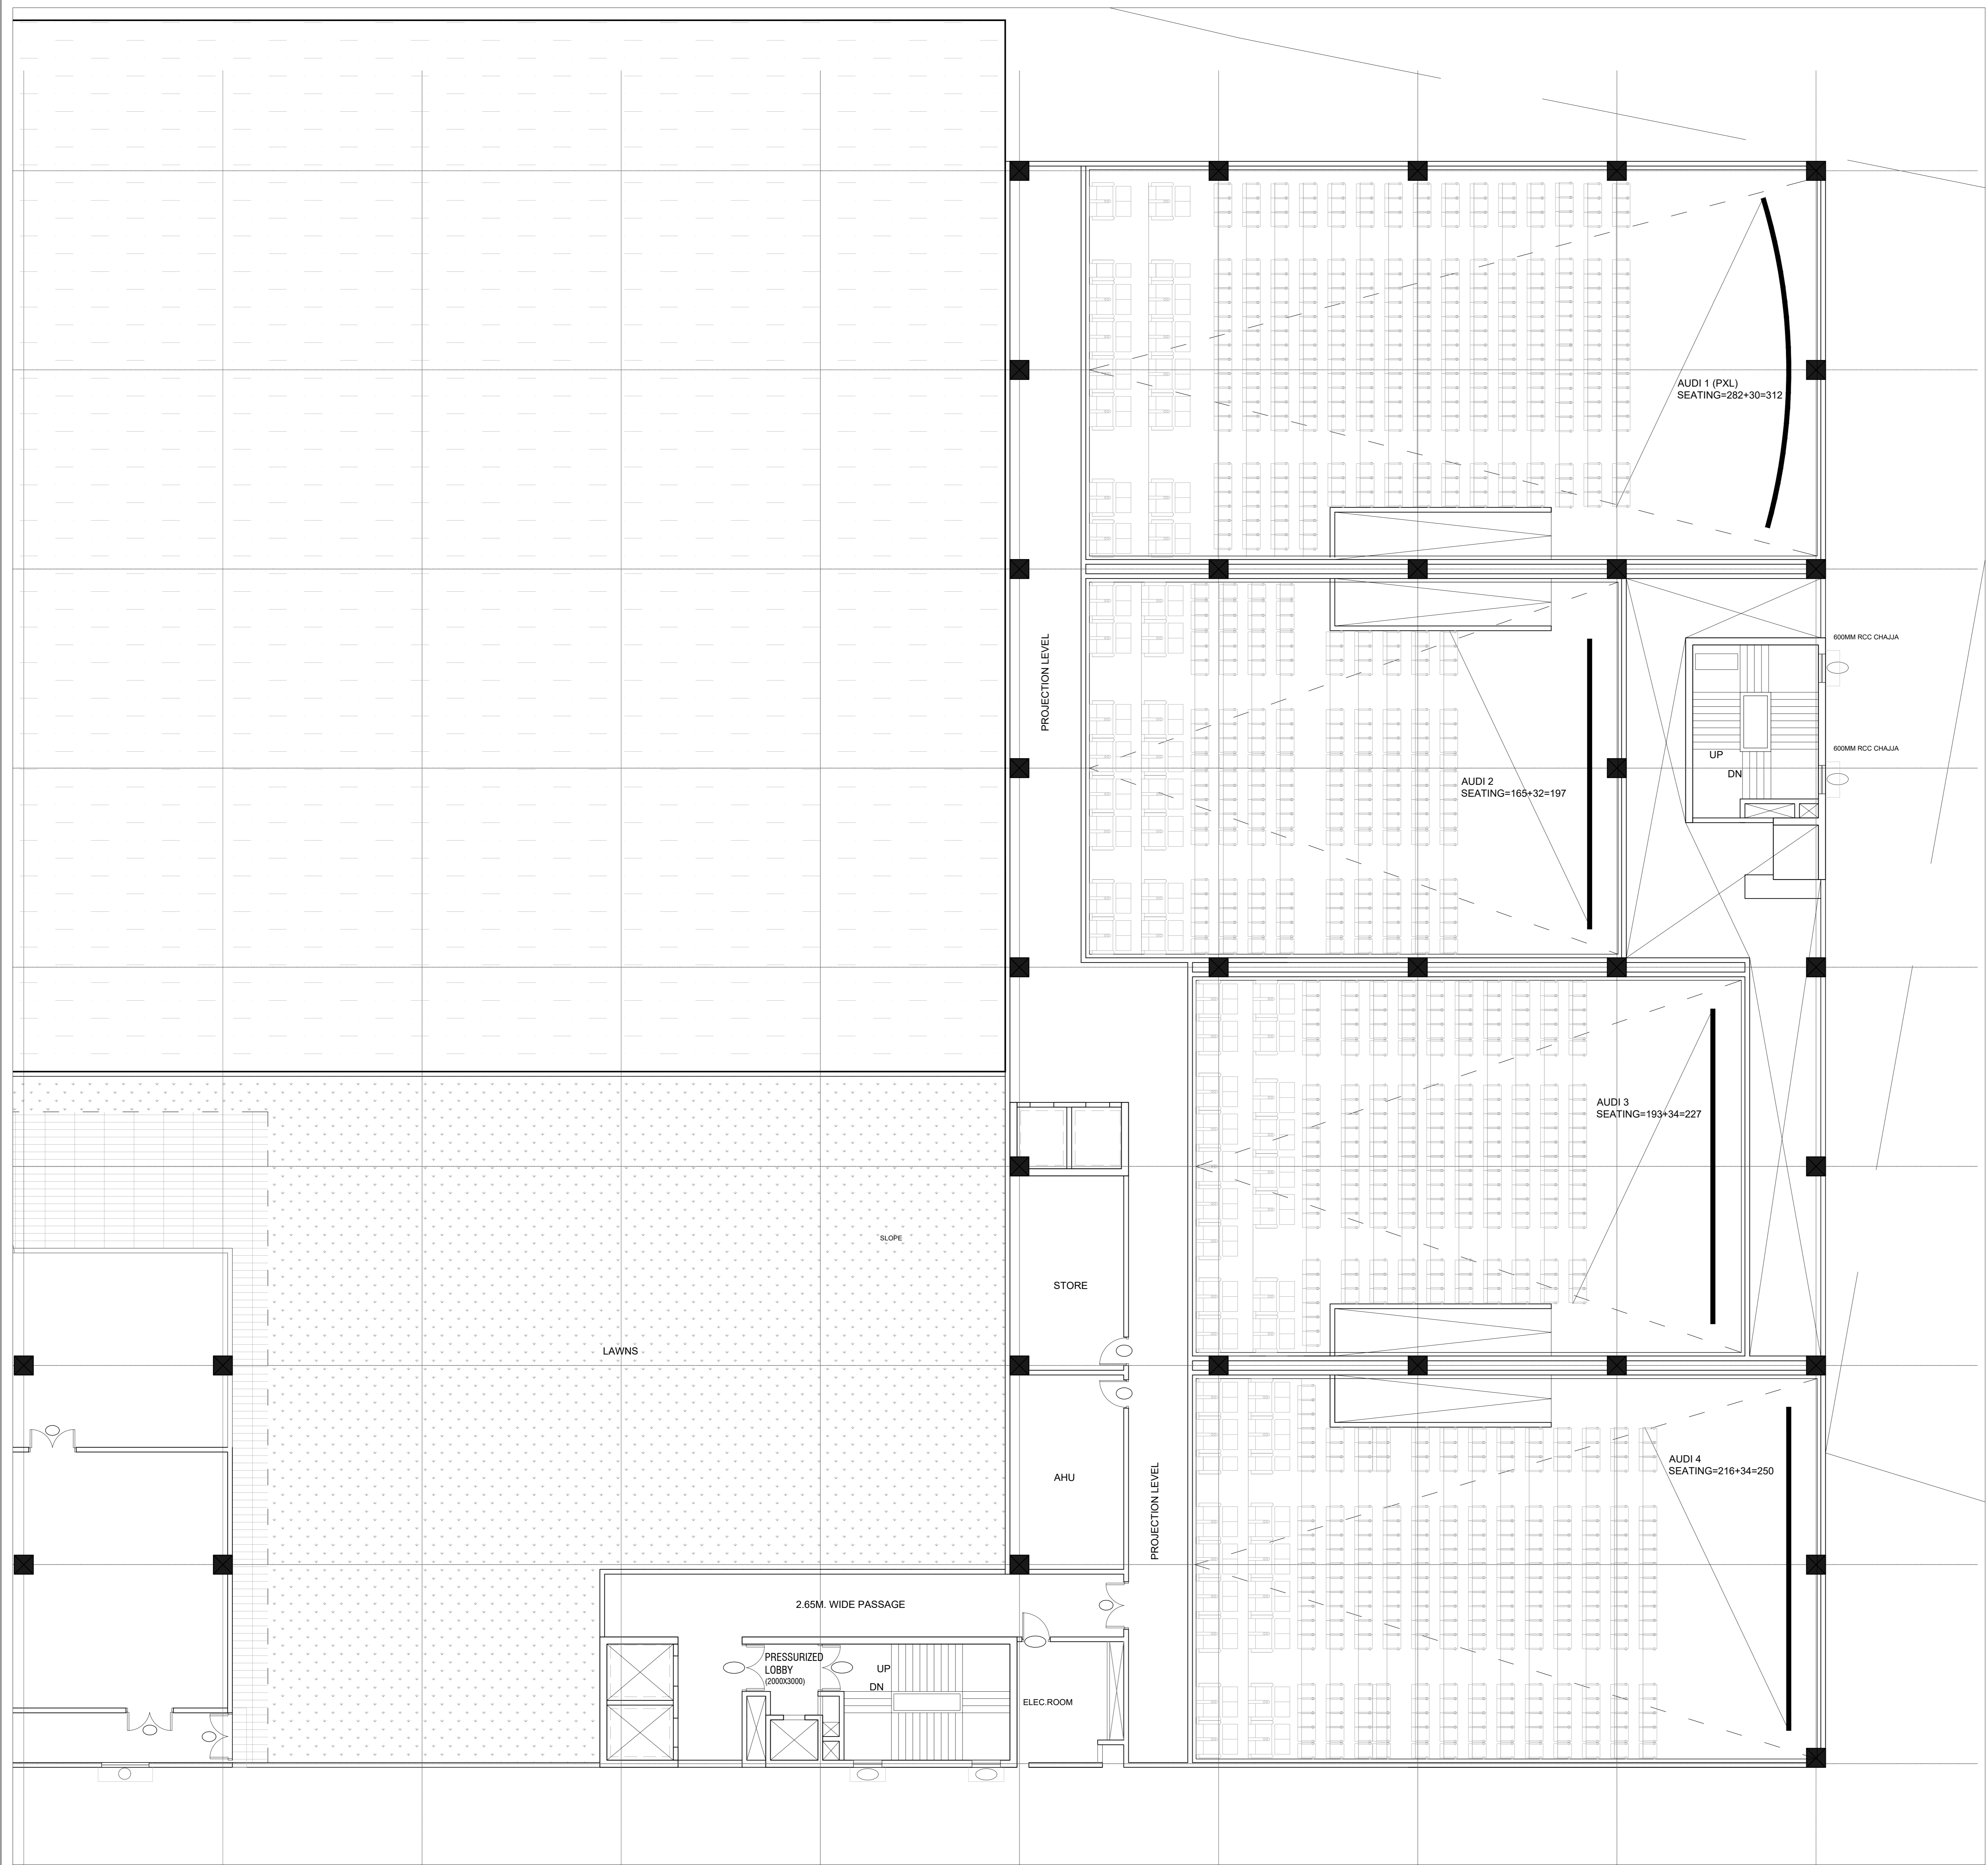 AUDI 1 (PXL)
SEATING=282+30=312
PROJECTION LEVEL
600MM RCC CHAJJA
UP
DN
600MM RCC CHAJJA
AUDI 2
SEATING=165+32=197
AUDI 3
SEATING=193+34=227
SLOPE
STORE
LAWNS
AHU
PROJECTION LEVEL
AUDI 4
SEATING=216+34=250
2.65M. WIDE PASSAGE
PRESSURIZED
LOBBY
(2000X3000)
UP
DN
ELEC.ROOM